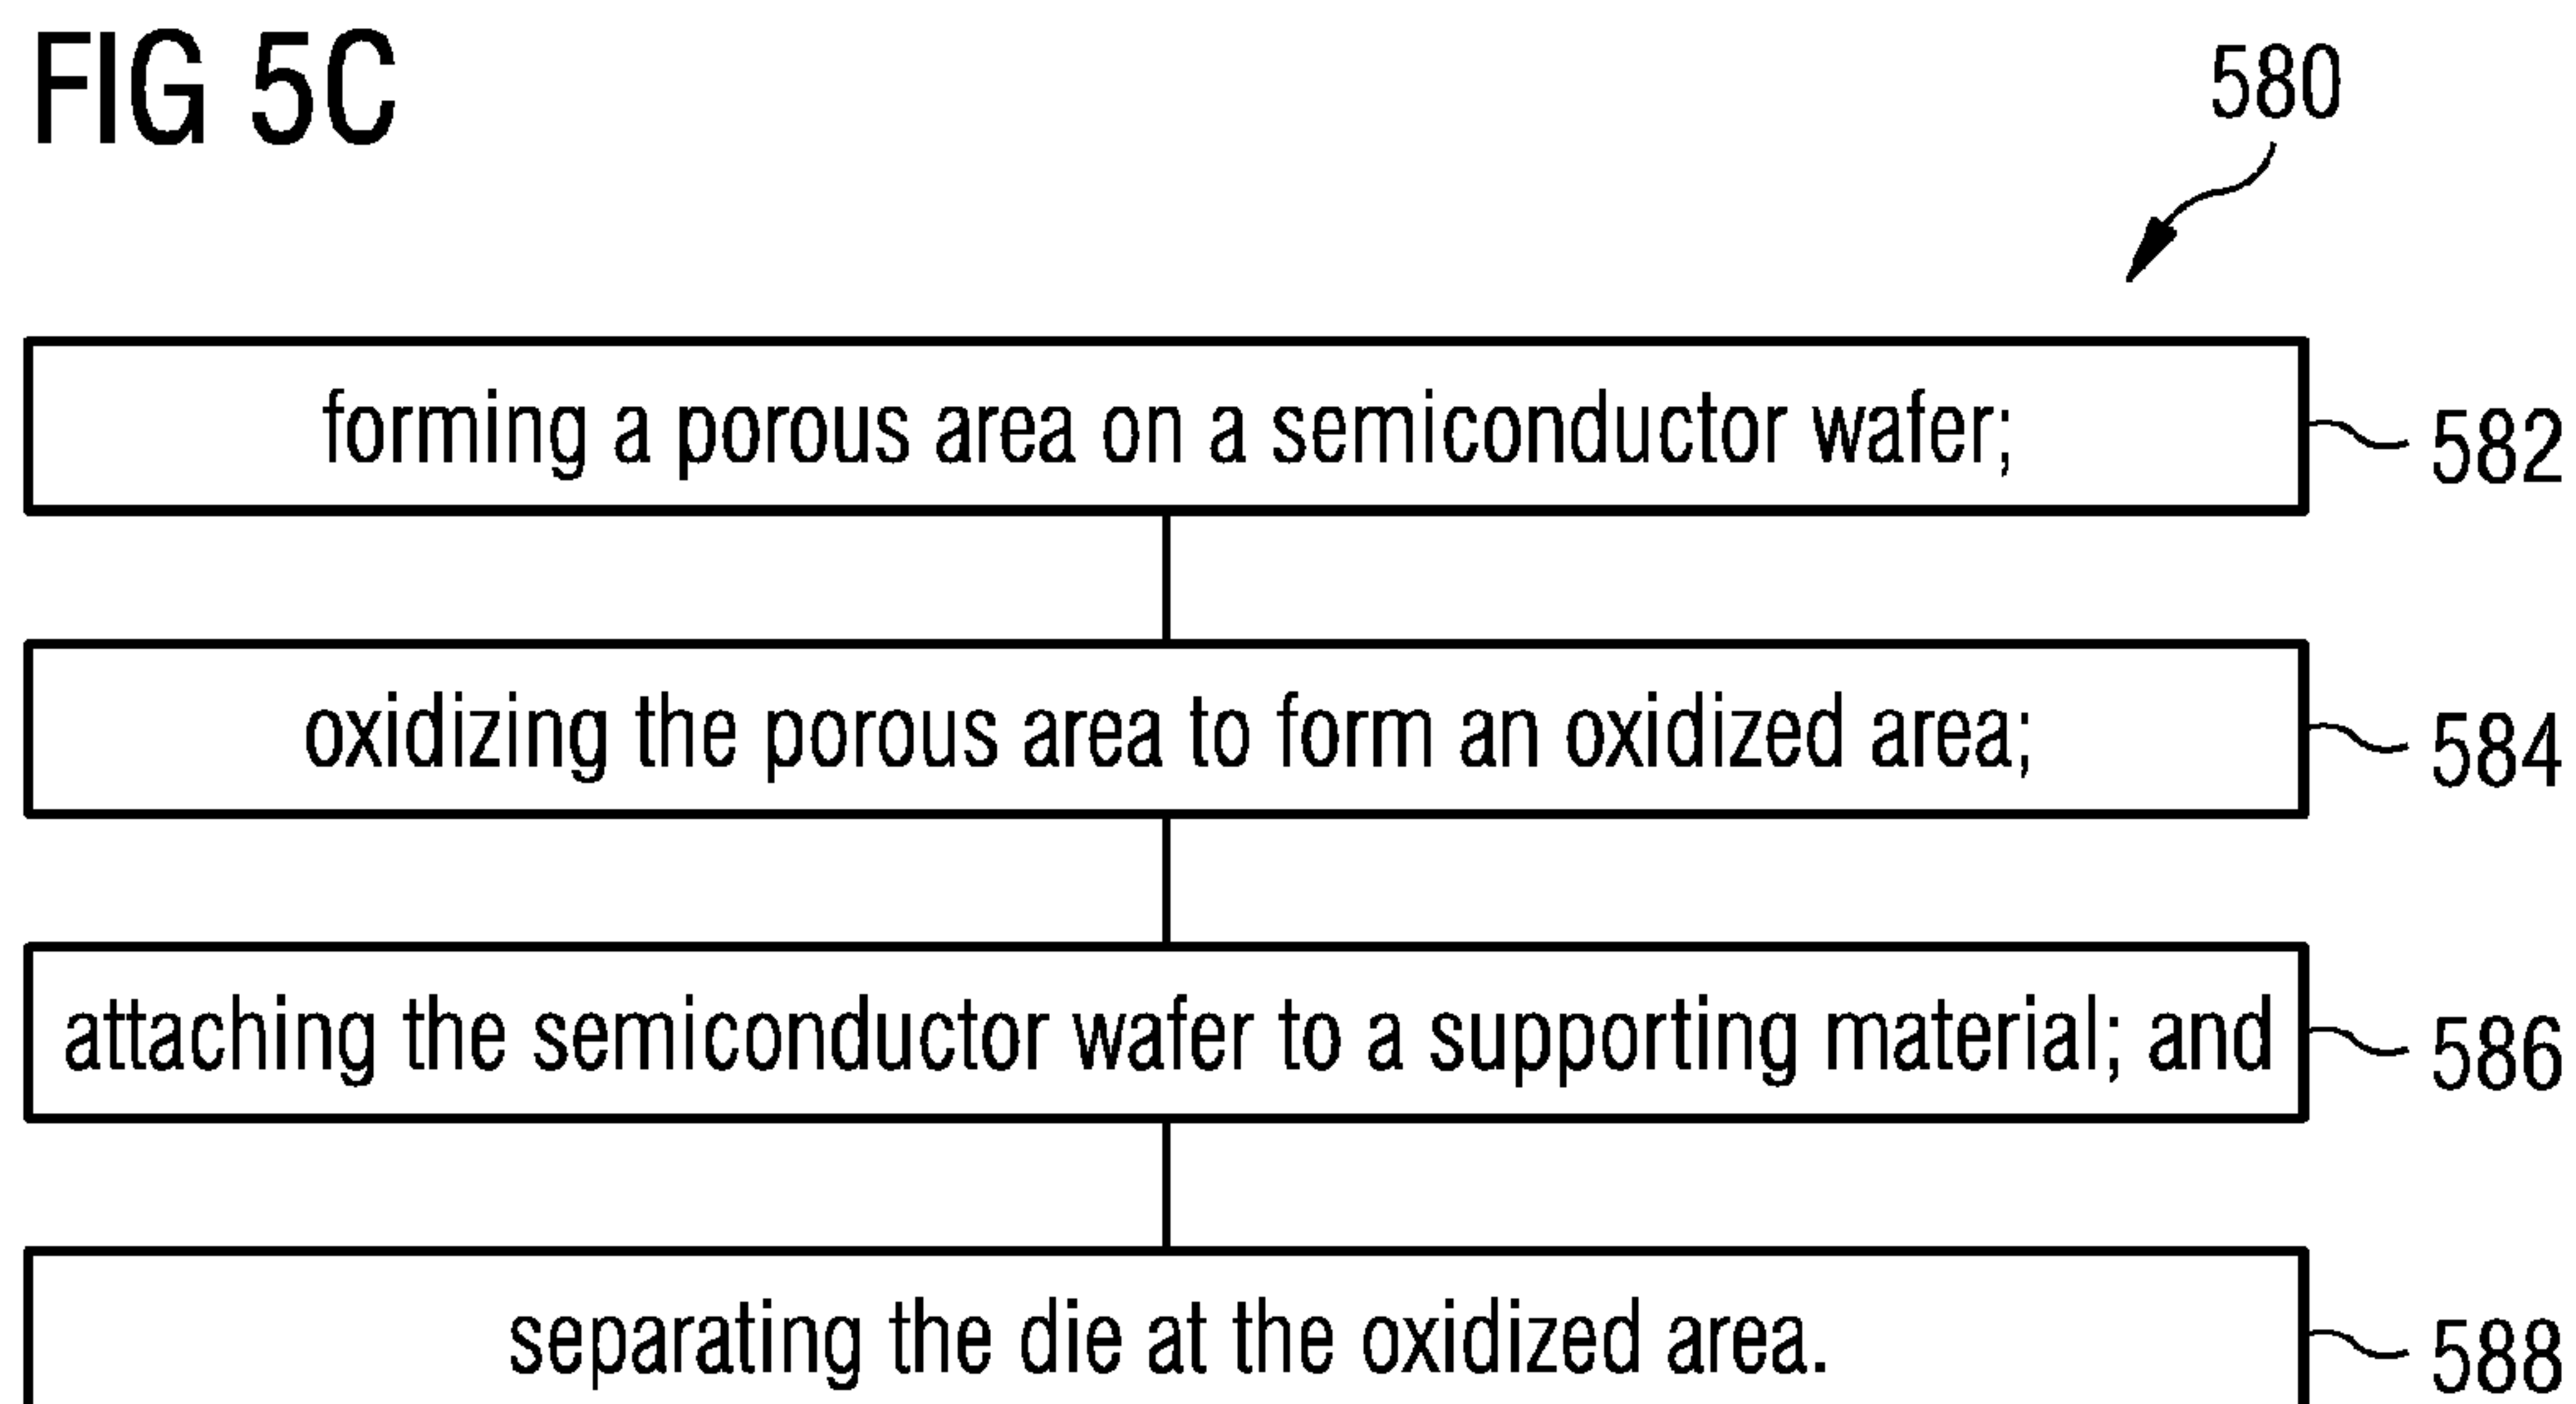 FIG 5C
580
forming a porous area on a semiconductor wafer;
582
oxidizing the porous area to form an oxidized area;
584
attaching the semiconductor wafer to a supporting material; and
586
separating the die at the oxidized area.
588